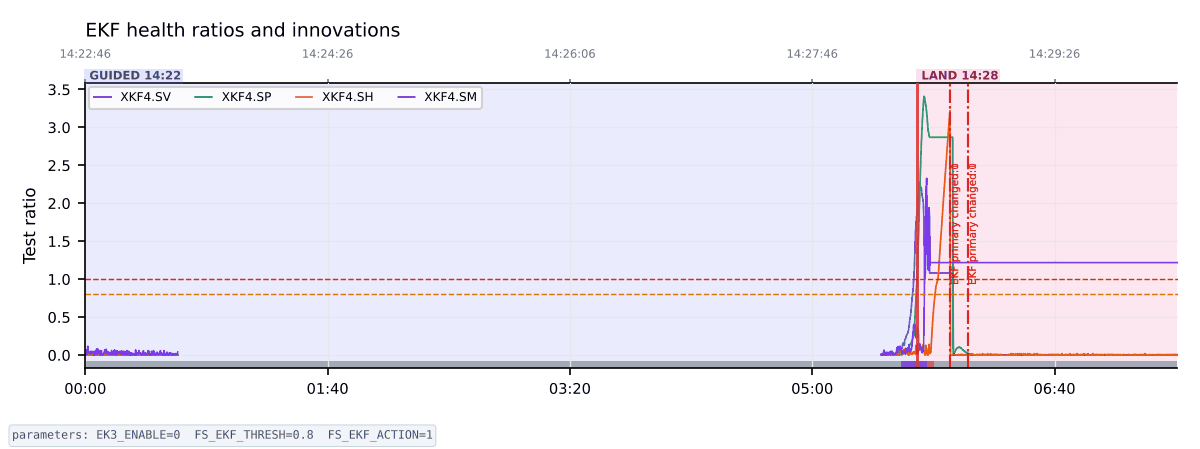 EKF health ratios and innovations
14:22:46 14:24:26 14:26:06 14:27:46 14:29:26
GUIDED 14:22 LAND 14:28
XKF4.SV XKF4.SP XKF4.SH XKF4.SM
3.5
3.0
2.5
2.0
1.5
1.0
0.5
0.0
Test ratio
EKF primary changed:
EKF primary changed:
00:00 01:40 03:20 05:00 06:40
parameters: EK3_ENABLE=0 FS_EKF_THRESH=0.8 FS_EKF_ACTION=1